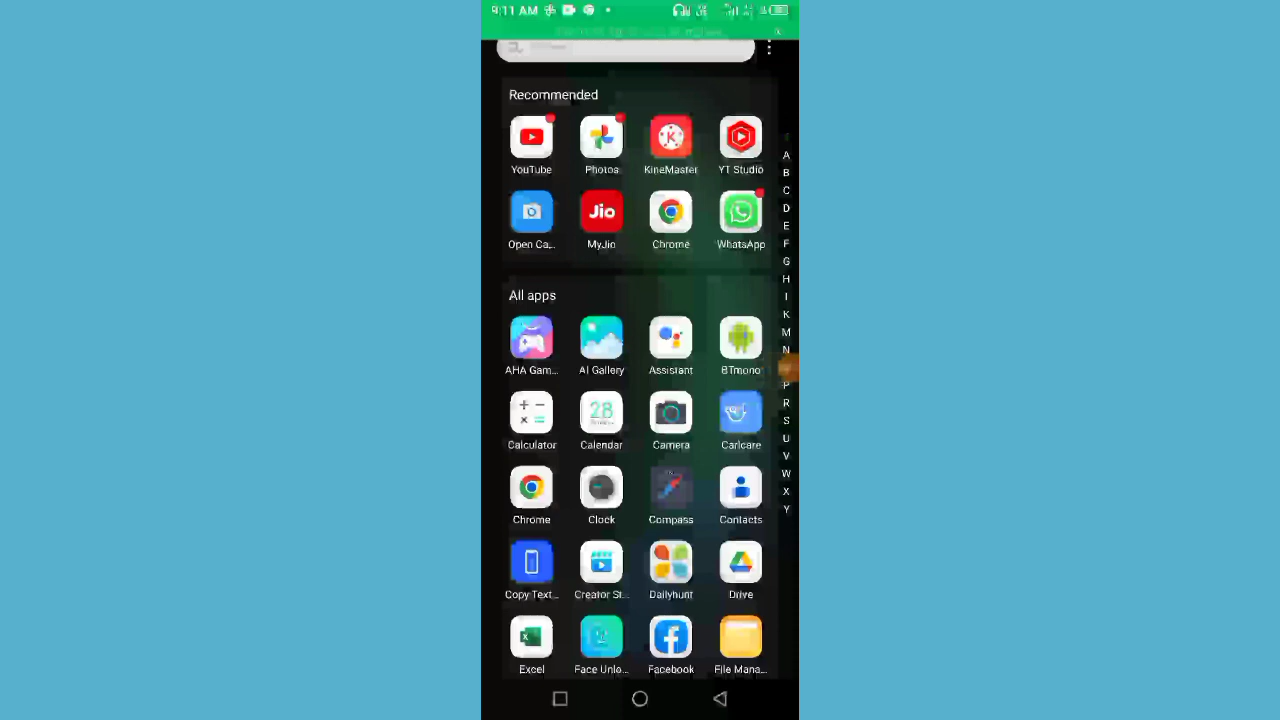 9:11 AM
Recommended
YouTube Photos KineMaster YT Studio
Jio
Open Ca... MyJio Chrome WhatsApp
All apps
AHA Gam... AI Gallery Assistant BTmono
28
Calculator Calendar Camera Carlcare
Chrome Clock Compass Contacts
Copy Text... Creator St... Dailyhunt Drive
Excel Face Unlo... Facebook File Mana...
A
B
C
D
E
F
G
H
I
K
M
N
P
R
S
U
V
W
X
Y